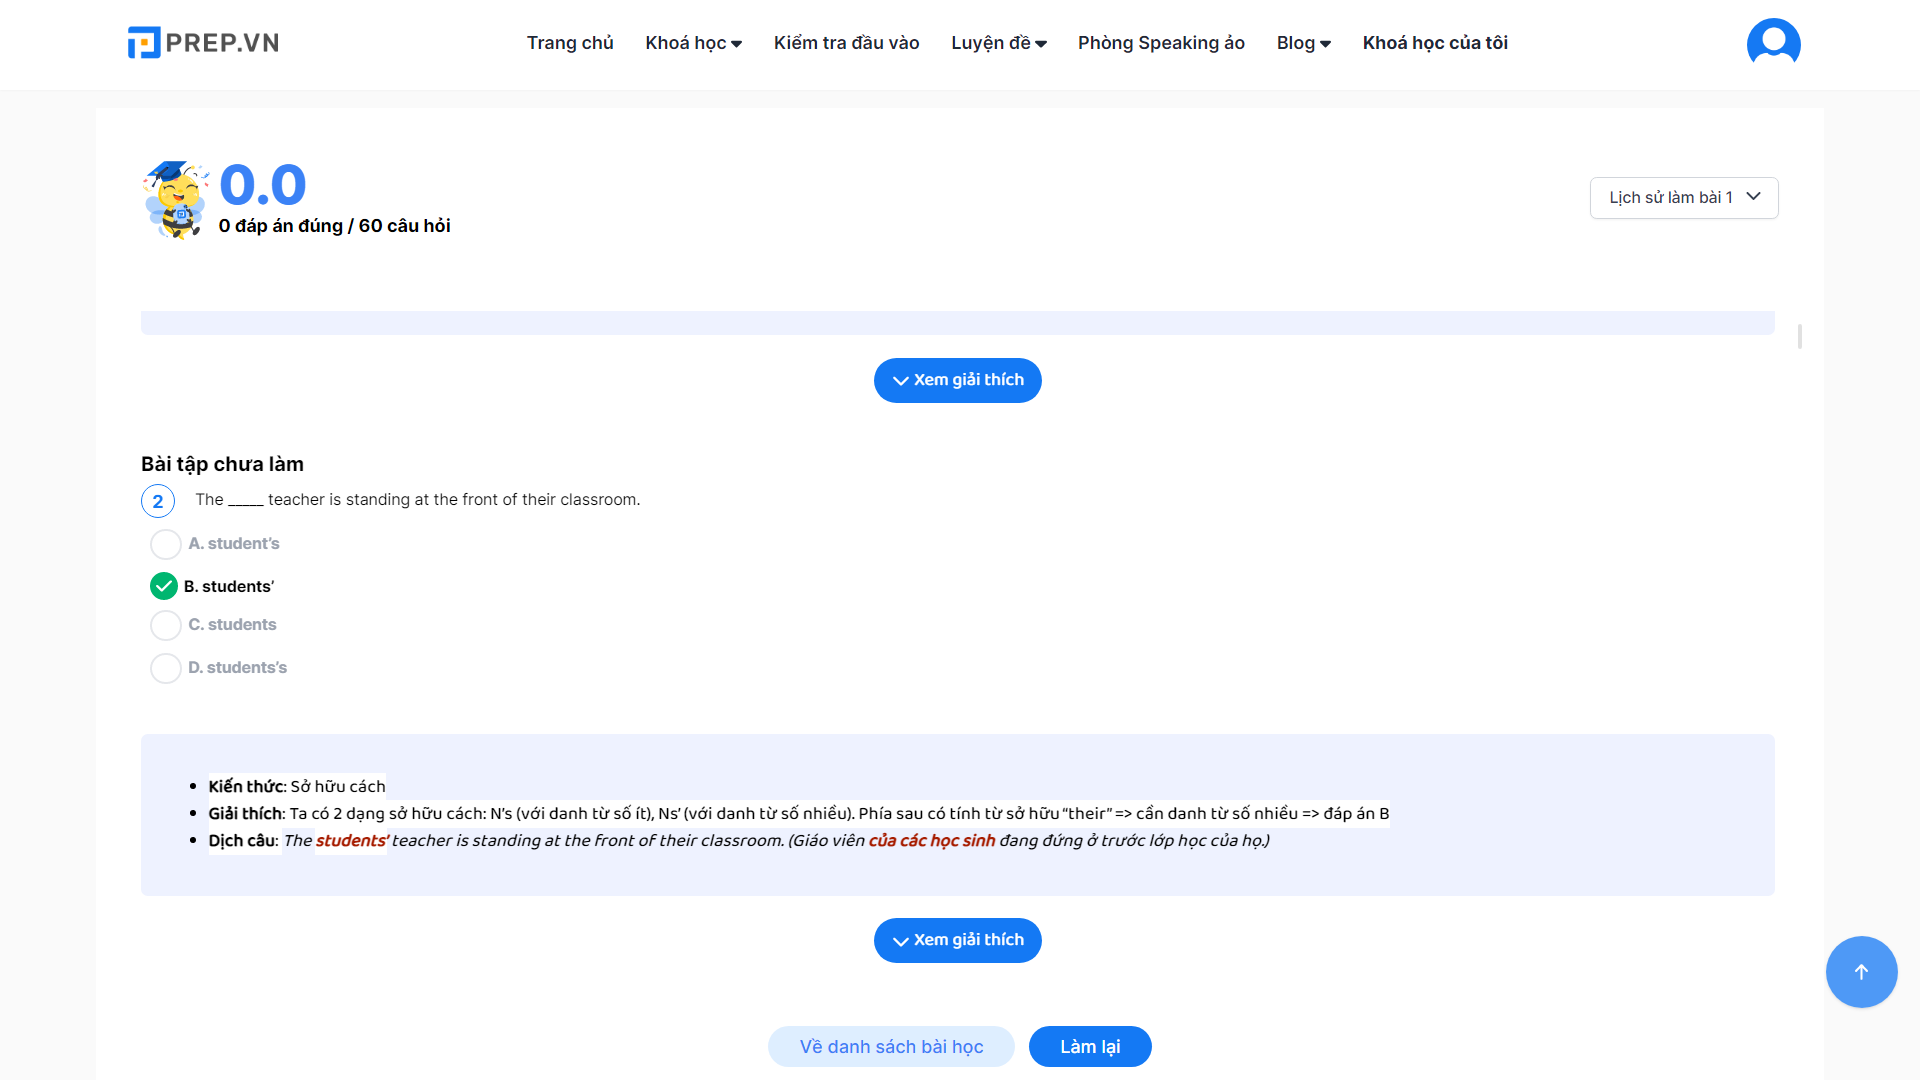 PREP.VN
Trang chủ Khoá học Kiểm tra đầu vào Luyện đề Phòng Speaking ảo Blog Khoá học của tôi
0.0
0 đáp án đúng / 60 câu hỏi
Lịch sử làm bài 1
Xem giải thích
Bài tập chưa làm
2 The _____ teacher is standing at the front of their classroom.
A. student’s
B. students’
C. students
D. students’s
• Kiến thức: Sở hữu cách
• Giải thích: Ta có 2 dạng sở hữu cách: N’s (với danh từ số ít), Ns’ (với danh từ số nhiều). Phía sau có tính từ sở hữu “their” => cần danh từ số nhiều => đáp án B
• Dịch câu: The students’ teacher is standing at the front of their classroom. (Giáo viên của các học sinh đang đứng ở trước lớp học của họ.)
Xem giải thích
Về danh sách bài học Làm lại